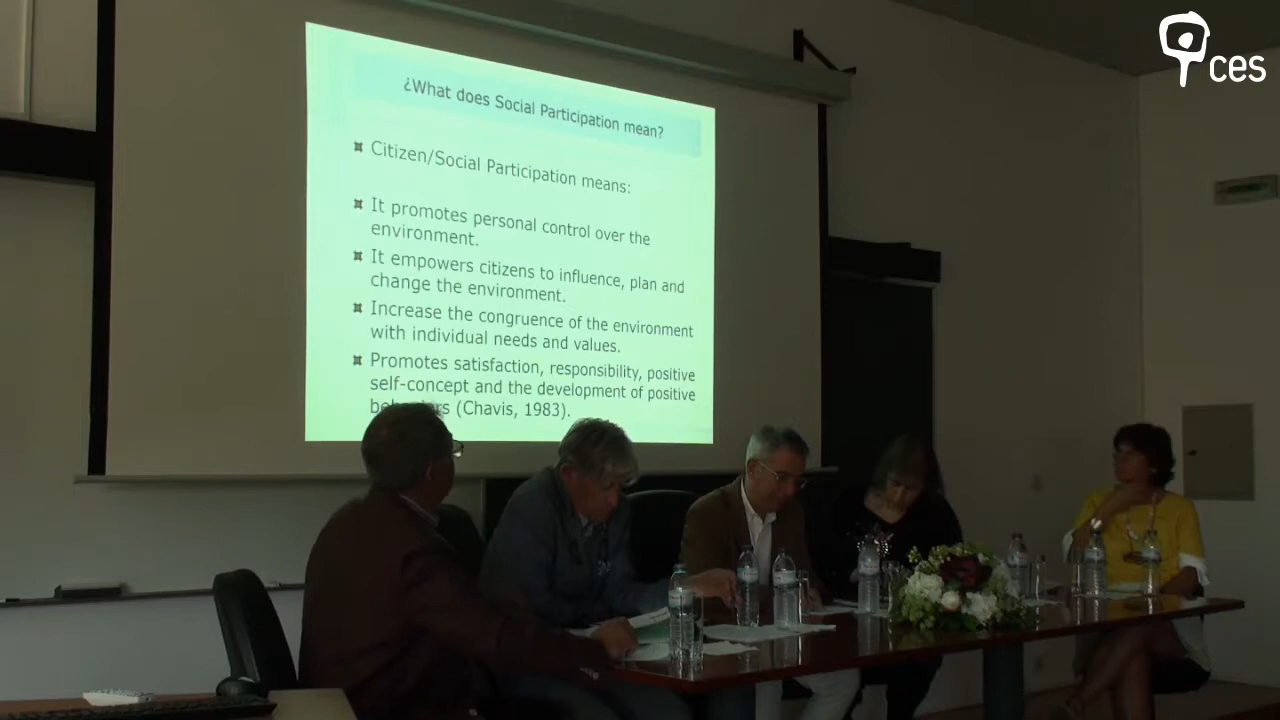 ¿What does Social Participation mean?
Citizen/Social Participation means:
It promotes personal control over the
environment.
It empowers citizens to influence, plan and
change the environment.
Increase the congruence of the environment
with individual needs and values.
Promotes satisfaction, responsibility, positive
self-concept and the development of positive
(Chavis, 1983).
ces